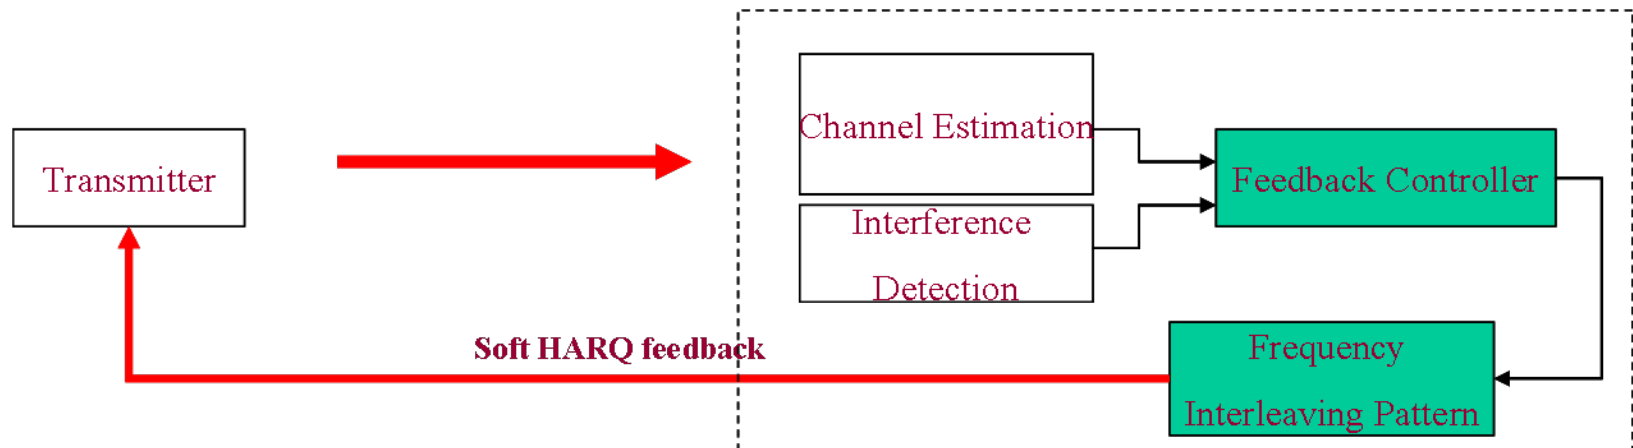 Transmitter
Channel Estimation
Interference
Detection
Feedback Controller
Soft HARQ feedback
Frequency
Interleaving Pattern